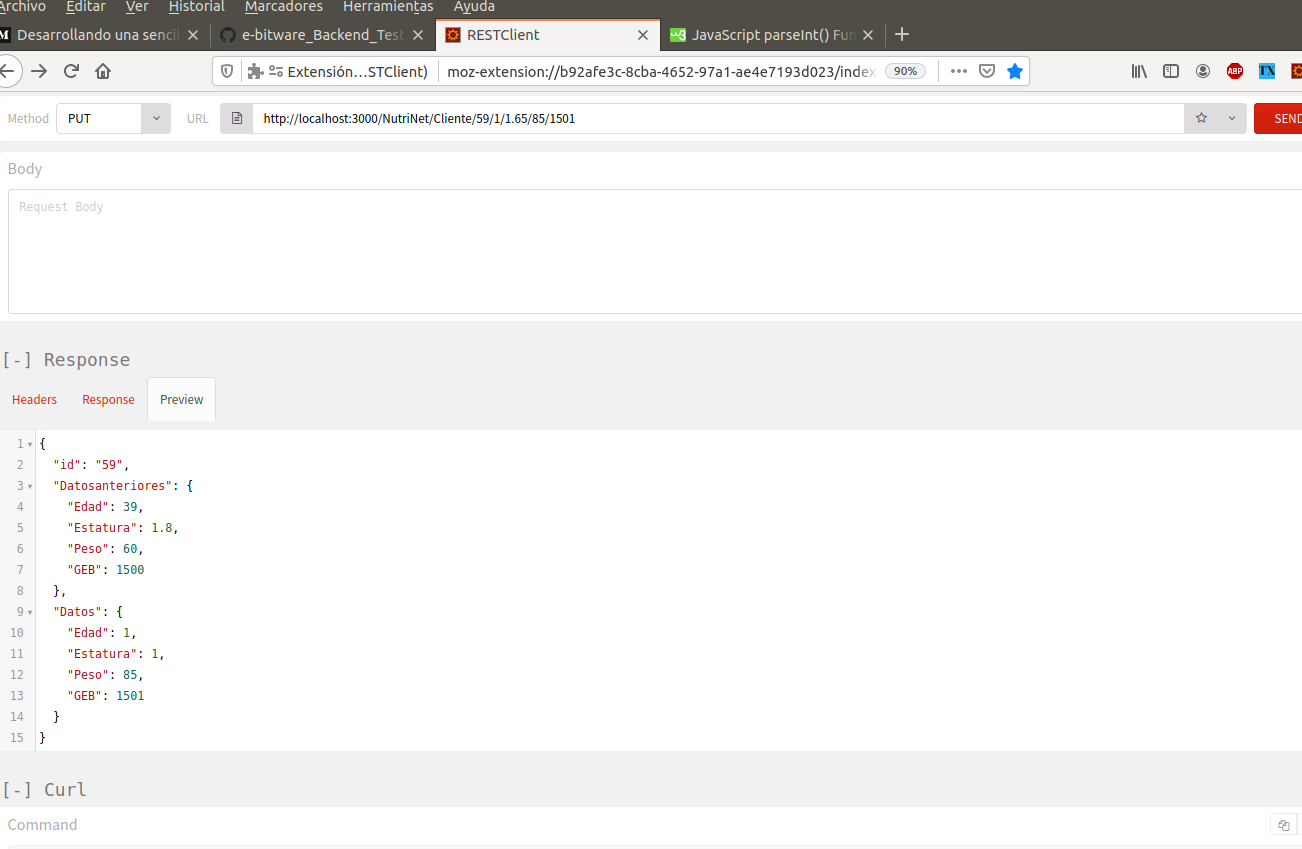 Archivo Editar Ver Historial Marcadores Herramientas Ayuda
M Desarrollando una sencil e-bitware_Backend_Test RESTClient JavaScript parseInt() Fun
Extensión…STClient) moz-extension://b92afe3c-8cba-4652-97a1-ae4e7193d023/index 90% ABP TX
Method PUT URL http://localhost:3000/NutriNet/Cliente/59/1/1.65/85/1501 SEND
Body
Request Body
[-] Response
Headers Response Preview
1 {
2 "id": "59",
3 "Datosanteriores": {
4 "Edad": 39,
5 "Estatura": 1.8,
6 "Peso": 60,
7 "GEB": 1500
8 },
9 "Datos": {
10 "Edad": 1,
11 "Estatura": 1,
12 "Peso": 85,
13 "GEB": 1501
14 }
15 }
[-] Curl
Command